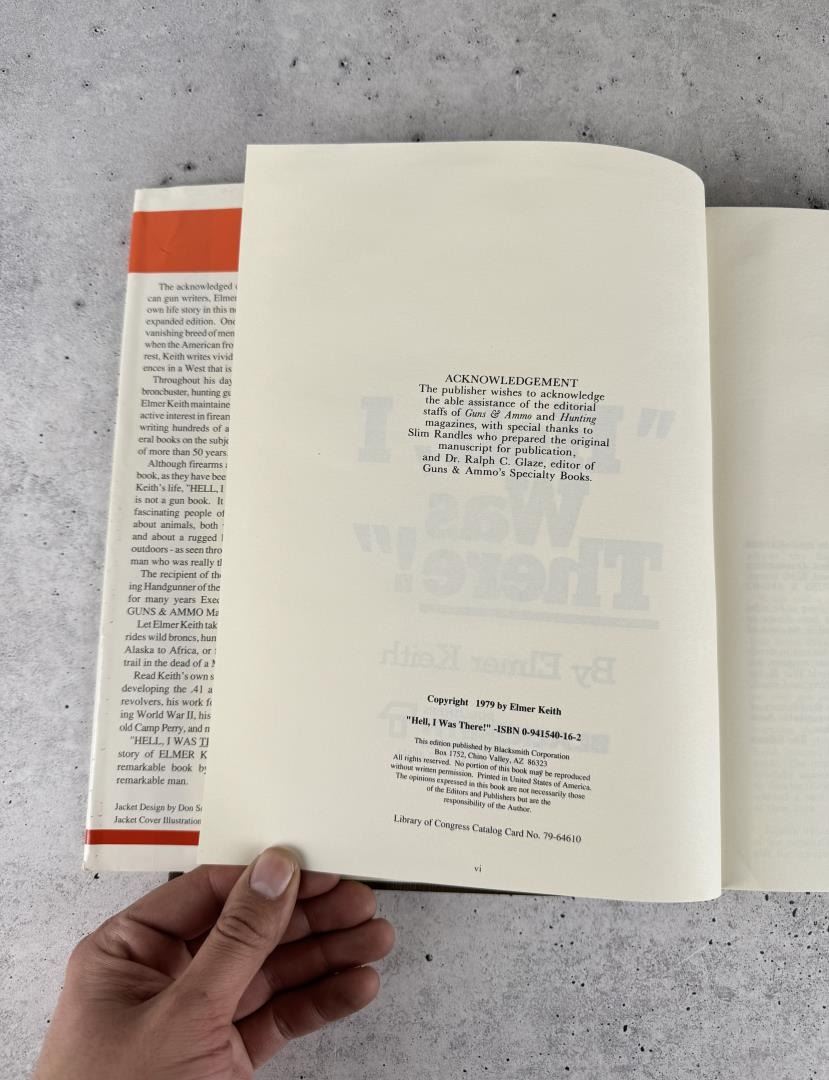 The acknowledged
can gun writers, Elmer
own life story in this
expanded edition. One
vanishing breed of men
when the American fro
rest, Keith writes vivid
ences in a West that is
Throughout his day
broncbuster, hunting gu
Elmer Keith maintaine
active interest in firear
writing hundreds of a
eral books on the subje
of more than 50 years
Although firearms
book, as they have bee
Keith's life, "HELL, I
is not a gun book. It
fascinating people of
about animals, both
and about a rugged
outdoors - as seen thro
man who was really t
The recipient of the
ing Handgunner of the
for many years Exec
GUNS & AMMO Ma
Let Elmer Keith tak
rides wild broncs, hun
Alaska to Africa, or
trail in the dead of a
Read Keith's own s
developing the .41 a
revolvers, his work f
ing World War II, his
old Camp Perry, and n
"HELL, I WAS T
story of ELMER K
remarkable book by
remarkable man.
Jacket Design by Don
Jacket Cover Illustration
ACKNOWLEDGEMENT
The publisher wishes to acknowledge
the able assistance of the editorial
staffs of Guns & Ammo and Hunting
magazines, with special thanks to
Slim Randles who prepared the original
manuscript for publication,
and Dr. Ralph C. Glaze, editor of
Guns & Ammo's Specialty Books.
"Hell, I
Was
There!"
By Elmer Keith
Copyright 1979 by Elmer Keith
"Hell, I Was There!" -ISBN 0-941540-16-2
This edition published by Blacksmith Corporation
Box 1752, Chino Valley, AZ 86323
All rights reserved. No portion of this book may be reproduced
without written permission. Printed in United States of America.
The opinions expressed in this book are not necessarily those
of the Editors and Publishers but are the
responsibility of the Author.
Library of Congress Catalog Card No. 79-64610
vi